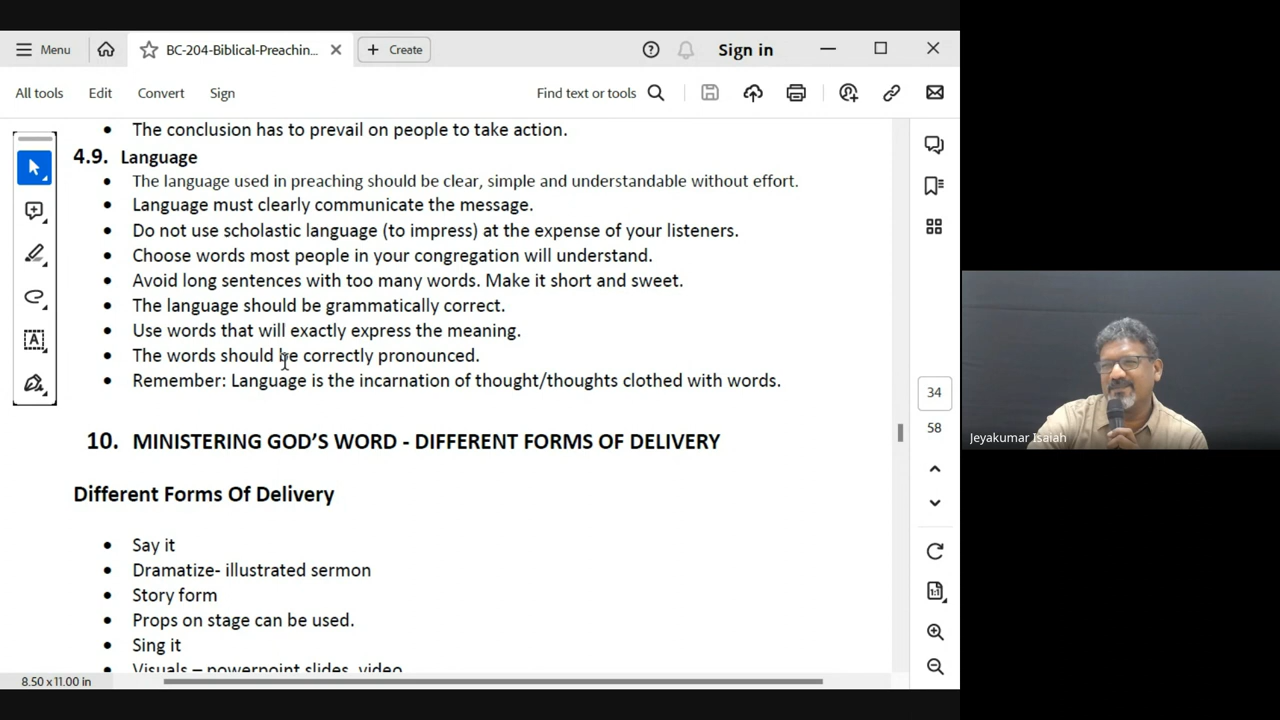 Menu
BC-204-Biblical-Preachin...
Create
Sign in
All tools
Edit
Convert
Sign
Find text or tools
• The conclusion has to prevail on people to take action.
4.9. Language
• The language used in preaching should be clear, simple and understandable without effort.
• Language must clearly communicate the message.
• Do not use scholastic language (to impress) at the expense of your listeners.
• Choose words most people in your congregation will understand.
• Avoid long sentences with too many words. Make it short and sweet.
• The language should be grammatically correct.
• Use words that will exactly express the meaning.
• The words should be correctly pronounced.
• Remember: Language is the incarnation of thought/thoughts clothed with words.
10. MINISTERING GOD'S WORD - DIFFERENT FORMS OF DELIVERY
Different Forms Of Delivery
• Say it
• Dramatize- illustrated sermon
• Story form
• Props on stage can be used.
• Sing it
• Visuals – powerpoint slides, video
34
58
1:1
8.50 x 11.00 in
Jeyakumar Isaiah